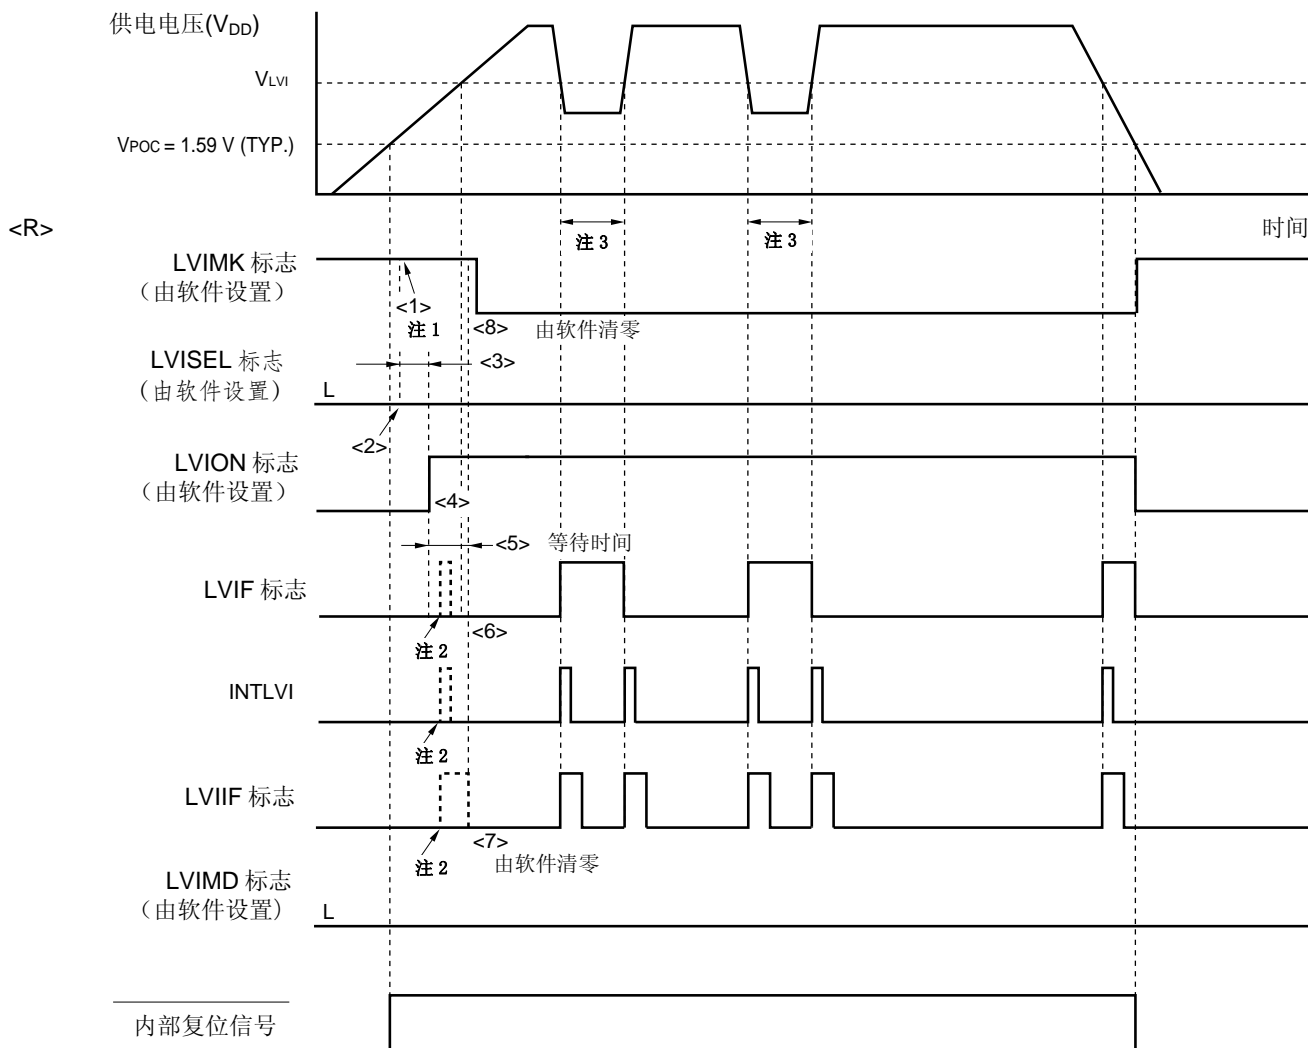 供电电压(VDD)
VLVI
VPOC = 1.59 V (TYP.)
<R>
时间
注 3
注 3
LVIMK 标志
（由软件设置）
<1>
注 1
<8> 由软件清零
LVISEL 标志
（由软件设置）
L
<3>
<2>
LVION 标志
（由软件设置）
<4>
<5> 等待时间
LVIF 标志
注 2
<6>
INTLVI
注 2
LVIIF 标志
注 2
<7>
由软件清零
LVIMD 标志
（由软件设置）
L
内部复位信号